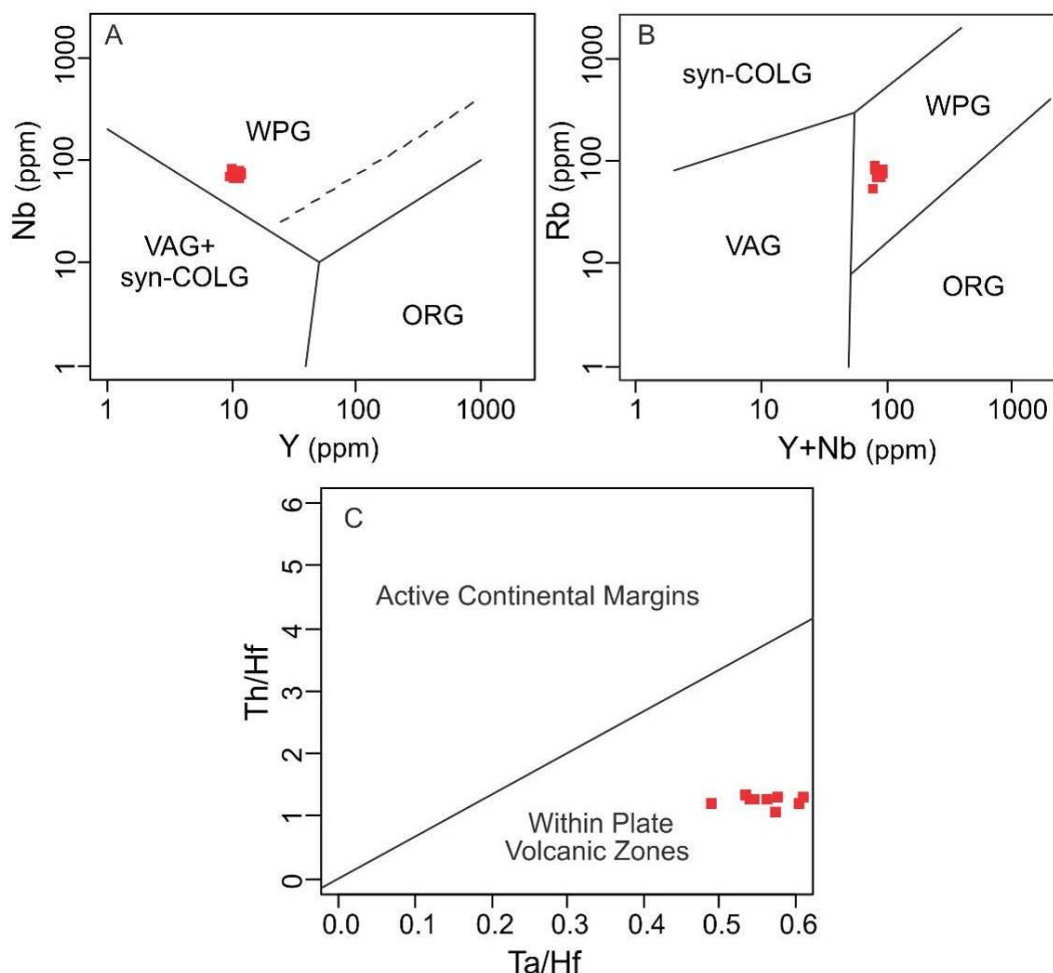 A
Nb (ppm)
1000
100
10
1
WPG
VAG+
syn-COLG
ORG
1
10
100
1000
Y (ppm)
B
Rb (ppm)
1000
100
10
1
syn-COLG
WPG
VAG
ORG
1
10
100
1000
Y+Nb (ppm)
C
Th/Hf
6
5
4
3
2
1
0
Active Continental Margins
Within Plate
Volcanic Zones
0.0
0.1
0.2
0.3
0.4
0.5
0.6
Ta/Hf